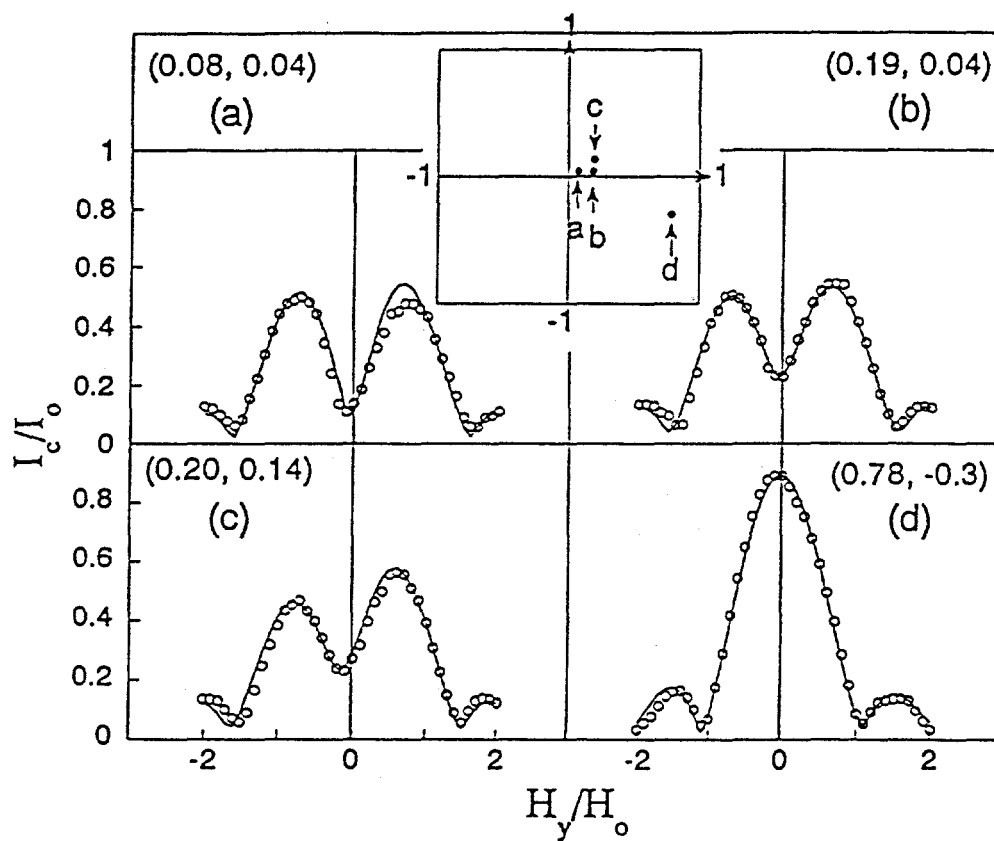 1
(0.08, 0.04)
(0.19, 0.04)
(a)
(b)
c
1
-1
1
0.8
a
b
d
0.6
-1
0.4
0.2
0
I_c/I_o
(0.20, 0.14)
(0.78, -0.3)
0.8
(c)
(d)
0.6
0.4
0.2
0
-2
0
2
-2
0
2
H_y/H_o